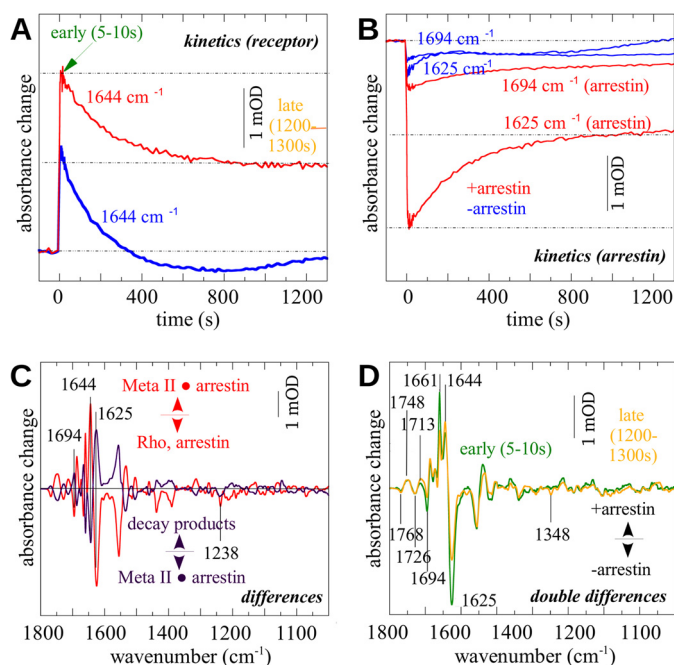 A
early (5-10s)
kinetics (receptor)
1644 cm -1
1 mOD
late
(1200-
1300s)
1644 cm -1
absorbance change
0 400 800 1200
time (s)
B
1694 cm -1
1625 cm -1
1694 cm -1 (arrestin)
1625 cm -1 (arrestin)
+arrestin
-arrestin
1 mOD
kinetics (arrestin)
absorbance change
0 400 800 1200
time (s)
C
1644
1625
1694
Meta II • arrestin
Rho, arrestin
1 mOD
decay products
Meta II • arrestin
1238
differences
absorbance change
1800 1600 1400 1200 1000
wavenumber (cm-1)
D
1661
1644
1748
1713
1 mOD
early (5-10s)
late
(1200-
1300s)
+arrestin
-arrestin
1348
1768
1726
1694
1625
double differences
absorbance change
1800 1600 1400 1200 1000
wavenumber (cm-1)